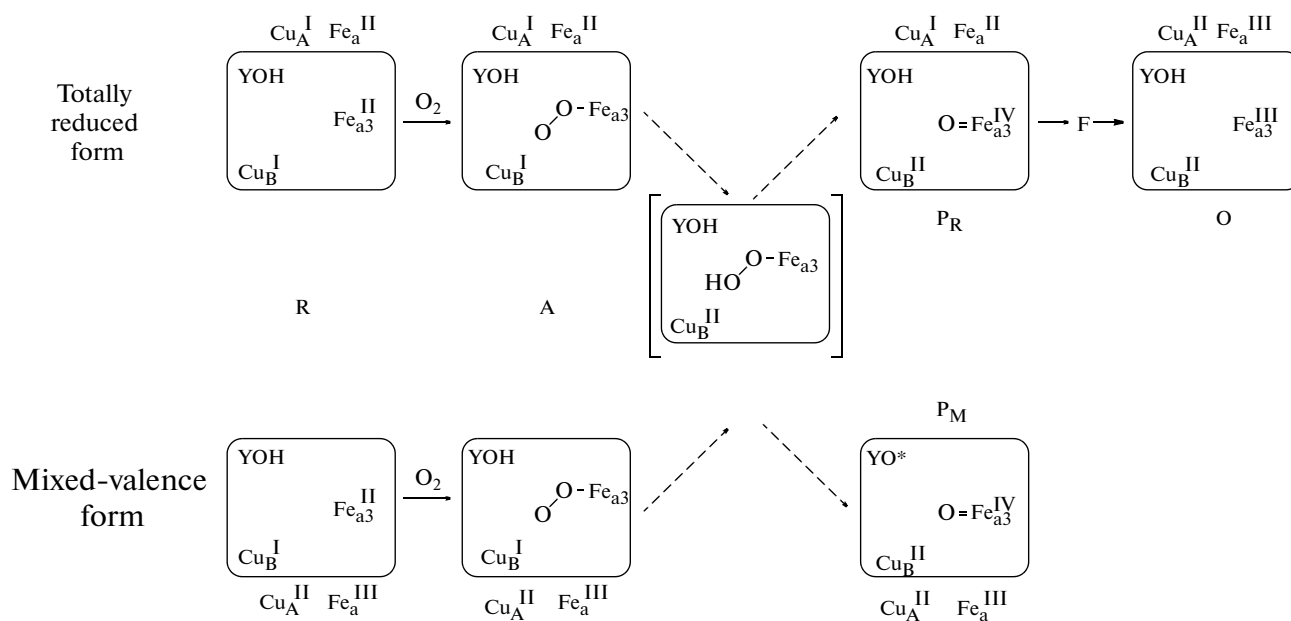 Cu_A^I Fe_a^II
Cu_A^I Fe_a^II
Cu_A^I Fe_a^II
Cu_A^II Fe_a^III
Totally
reduced
form
YOH
Fe_a3^II
Cu_B^I
O_2
YOH
O–Fe_a3
O
Cu_B^I
YOH
O=Fe_a3^IV
Cu_B^II
F
YOH
Fe_a3^III
Cu_B^II
YOH
O–Fe_a3
HO
Cu_B^II
R
A
P_R
O
Mixed-valence
form
YOH
Fe_a3^II
Cu_B^I
Cu_A^II Fe_a^III
O_2
YOH
O–Fe_a3
O
Cu_B^I
Cu_A^II Fe_a^III
P_M
YO*
O=Fe_a3^IV
Cu_B^II
Cu_A^II Fe_a^III